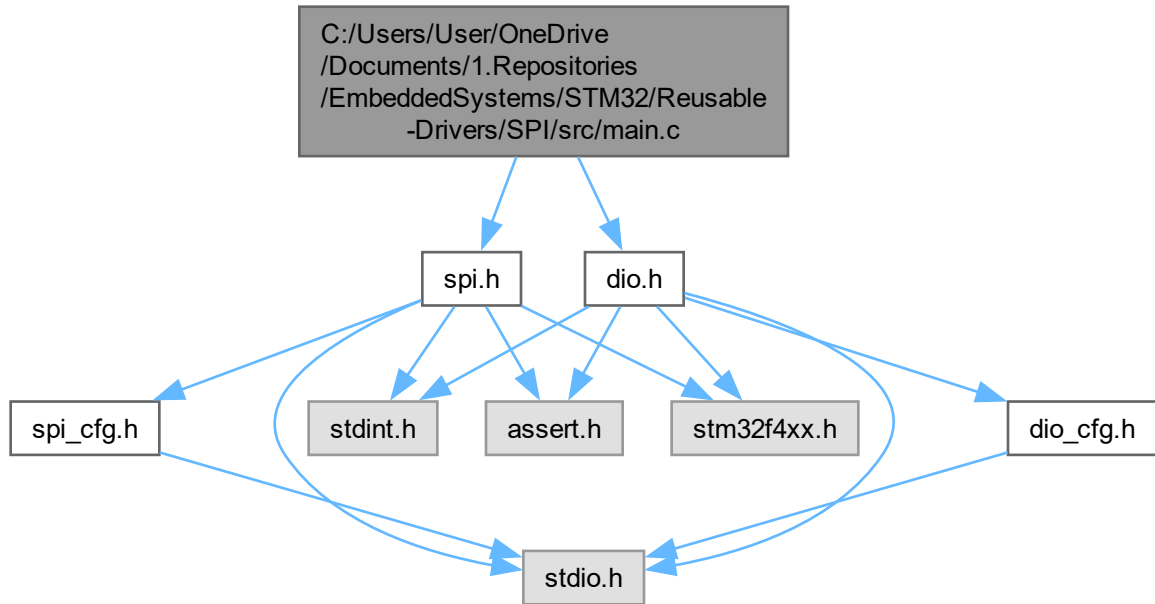 C:/Users/User/OneDrive
/Documents/1.Repositories
/EmbeddedSystems/STM32/Reusable
-Drivers/SPI/src/main.c
spi.h
dio.h
spi_cfg.h
stdint.h
assert.h
stm32f4xx.h
dio_cfg.h
stdio.h